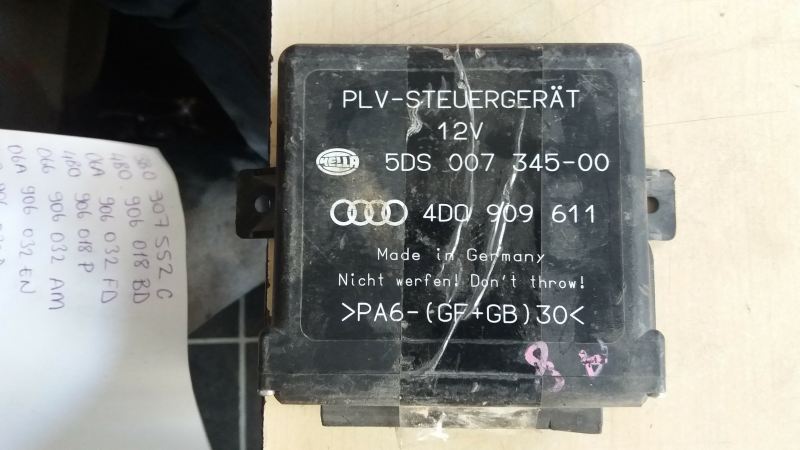 PLV-STEUERGERÄT
12V
HELLA 5DS 007 345-00
4D0 909 611
Made in Germany
Nicht werfen! Don't throw!
>PA6-(GF+GB)30<
907 552 C
4B0 906 018 BD
06A 906 032 FD
4B0 906 018 P
066 906 032 AM
06A 906 032 EN